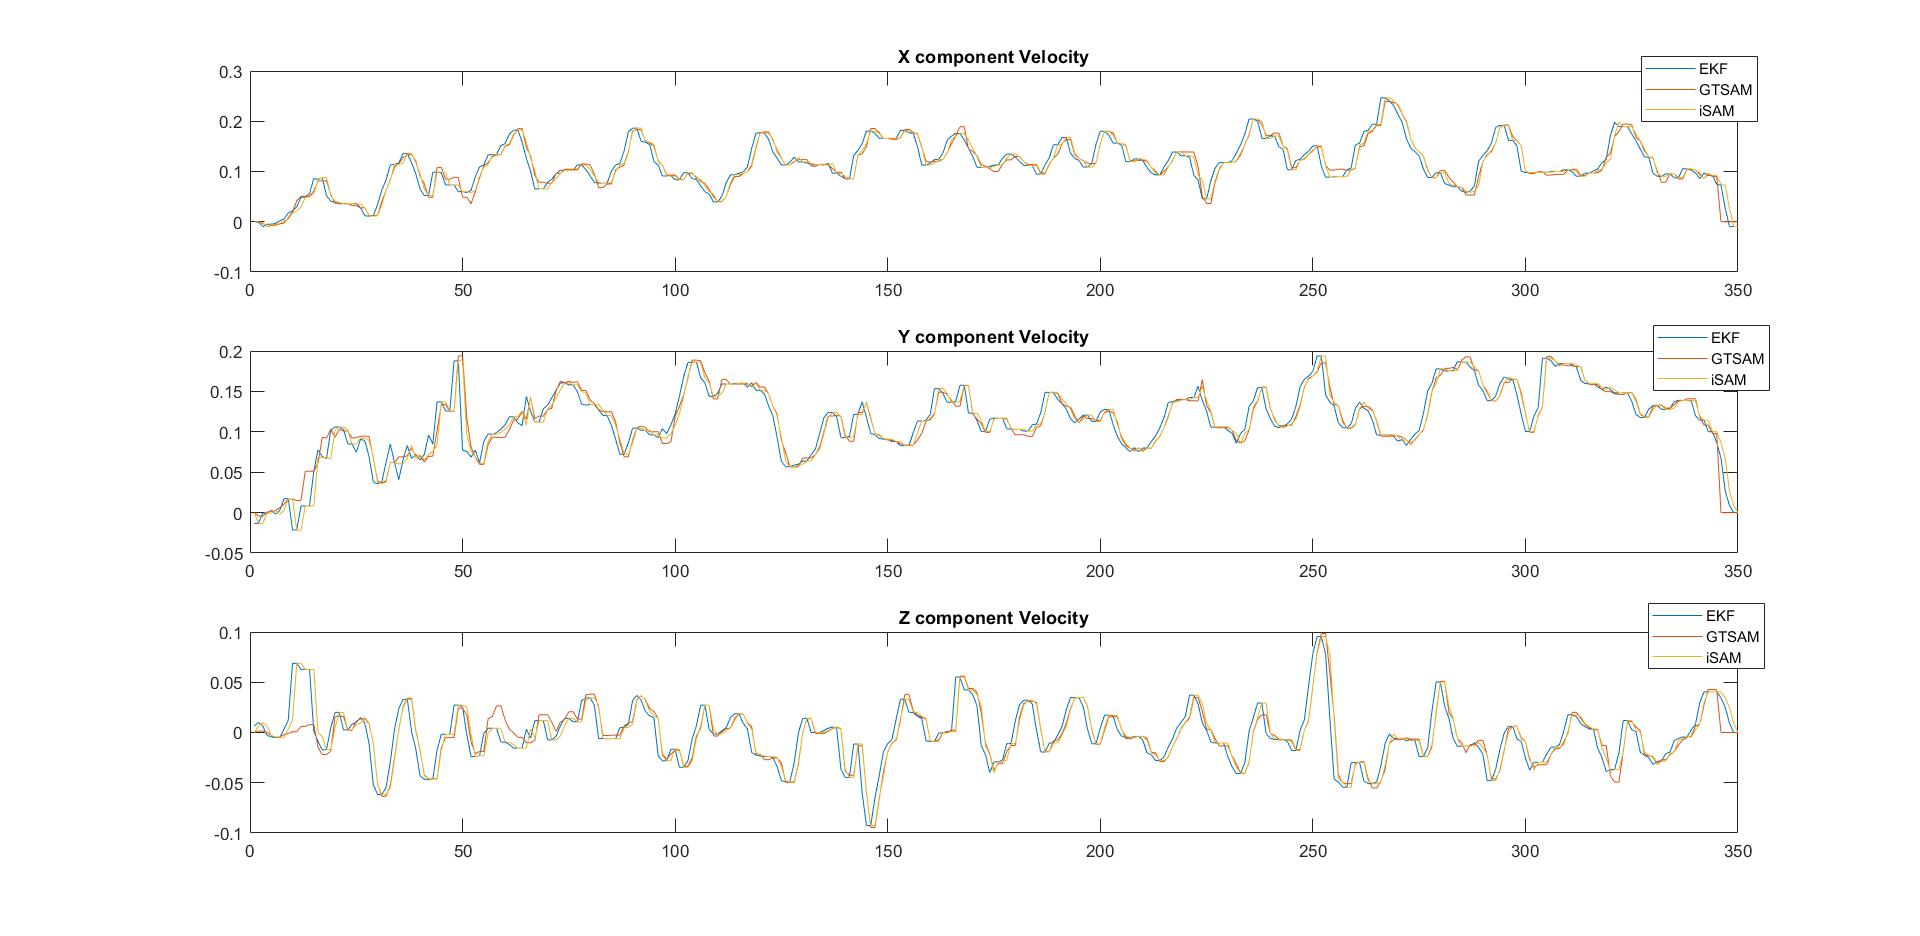 X component Velocity
EKF
GTSAM
iSAM
0.3
0.2
0.1
0
-0.1
0 50 100 150 200 250 300 350
Y component Velocity
EKF
GTSAM
iSAM
0.2
0.15
0.1
0.05
0
-0.05
0 50 100 150 200 250 300 350
Z component Velocity
EKF
GTSAM
iSAM
0.1
0.05
0
-0.05
-0.1
0 50 100 150 200 250 300 350